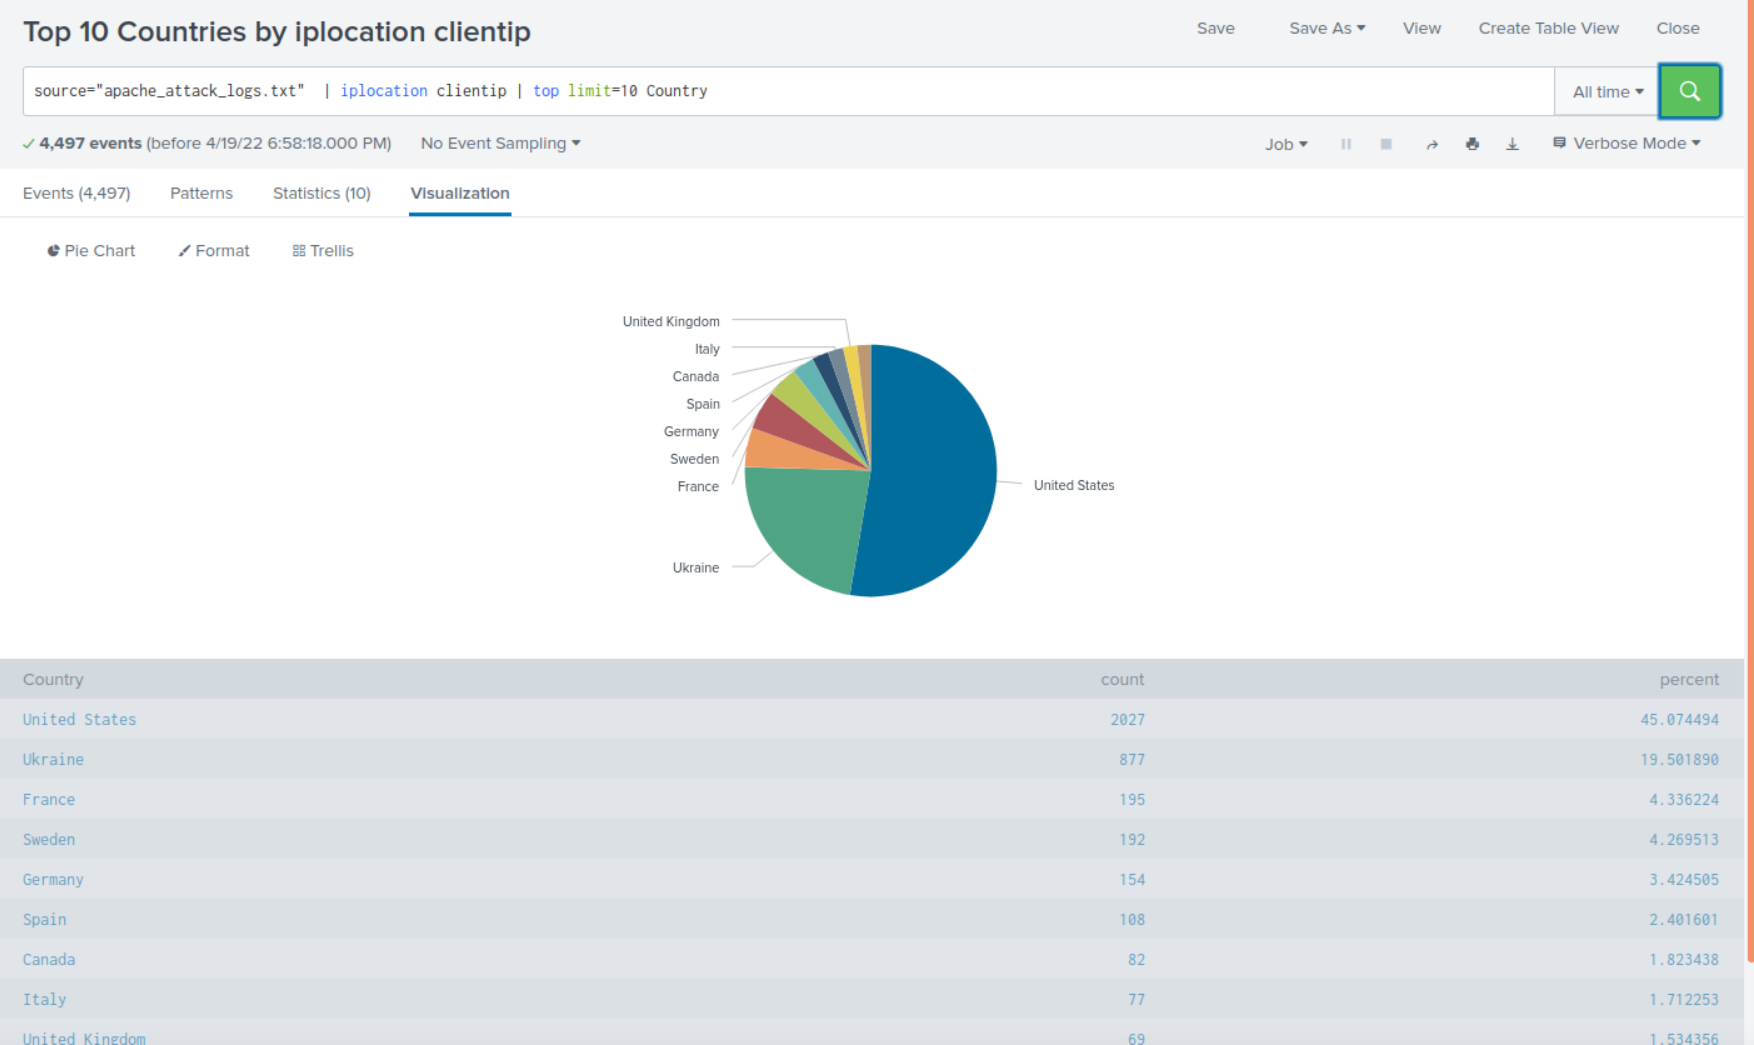 Top 10 Countries by iplocation clientip
Save Save As View Create Table View Close
source="apache_attack_logs.txt" | iplocation clientip | top limit=10 Country
All time
4,497 events (before 4/19/22 6:58:18.000 PM) No Event Sampling
Job Verbose Mode
Events (4,497) Patterns Statistics (10) Visualization
Pie Chart Format Trellis
United Kingdom
Italy
Canada
Spain
Germany
Sweden
France
United States
Ukraine
Country count percent
United States 2027 45.074494
Ukraine 877 19.501890
France 195 4.336224
Sweden 192 4.269513
Germany 154 3.424505
Spain 108 2.401601
Canada 82 1.823438
Italy 77 1.712253
United Kingdom 69 1.534356